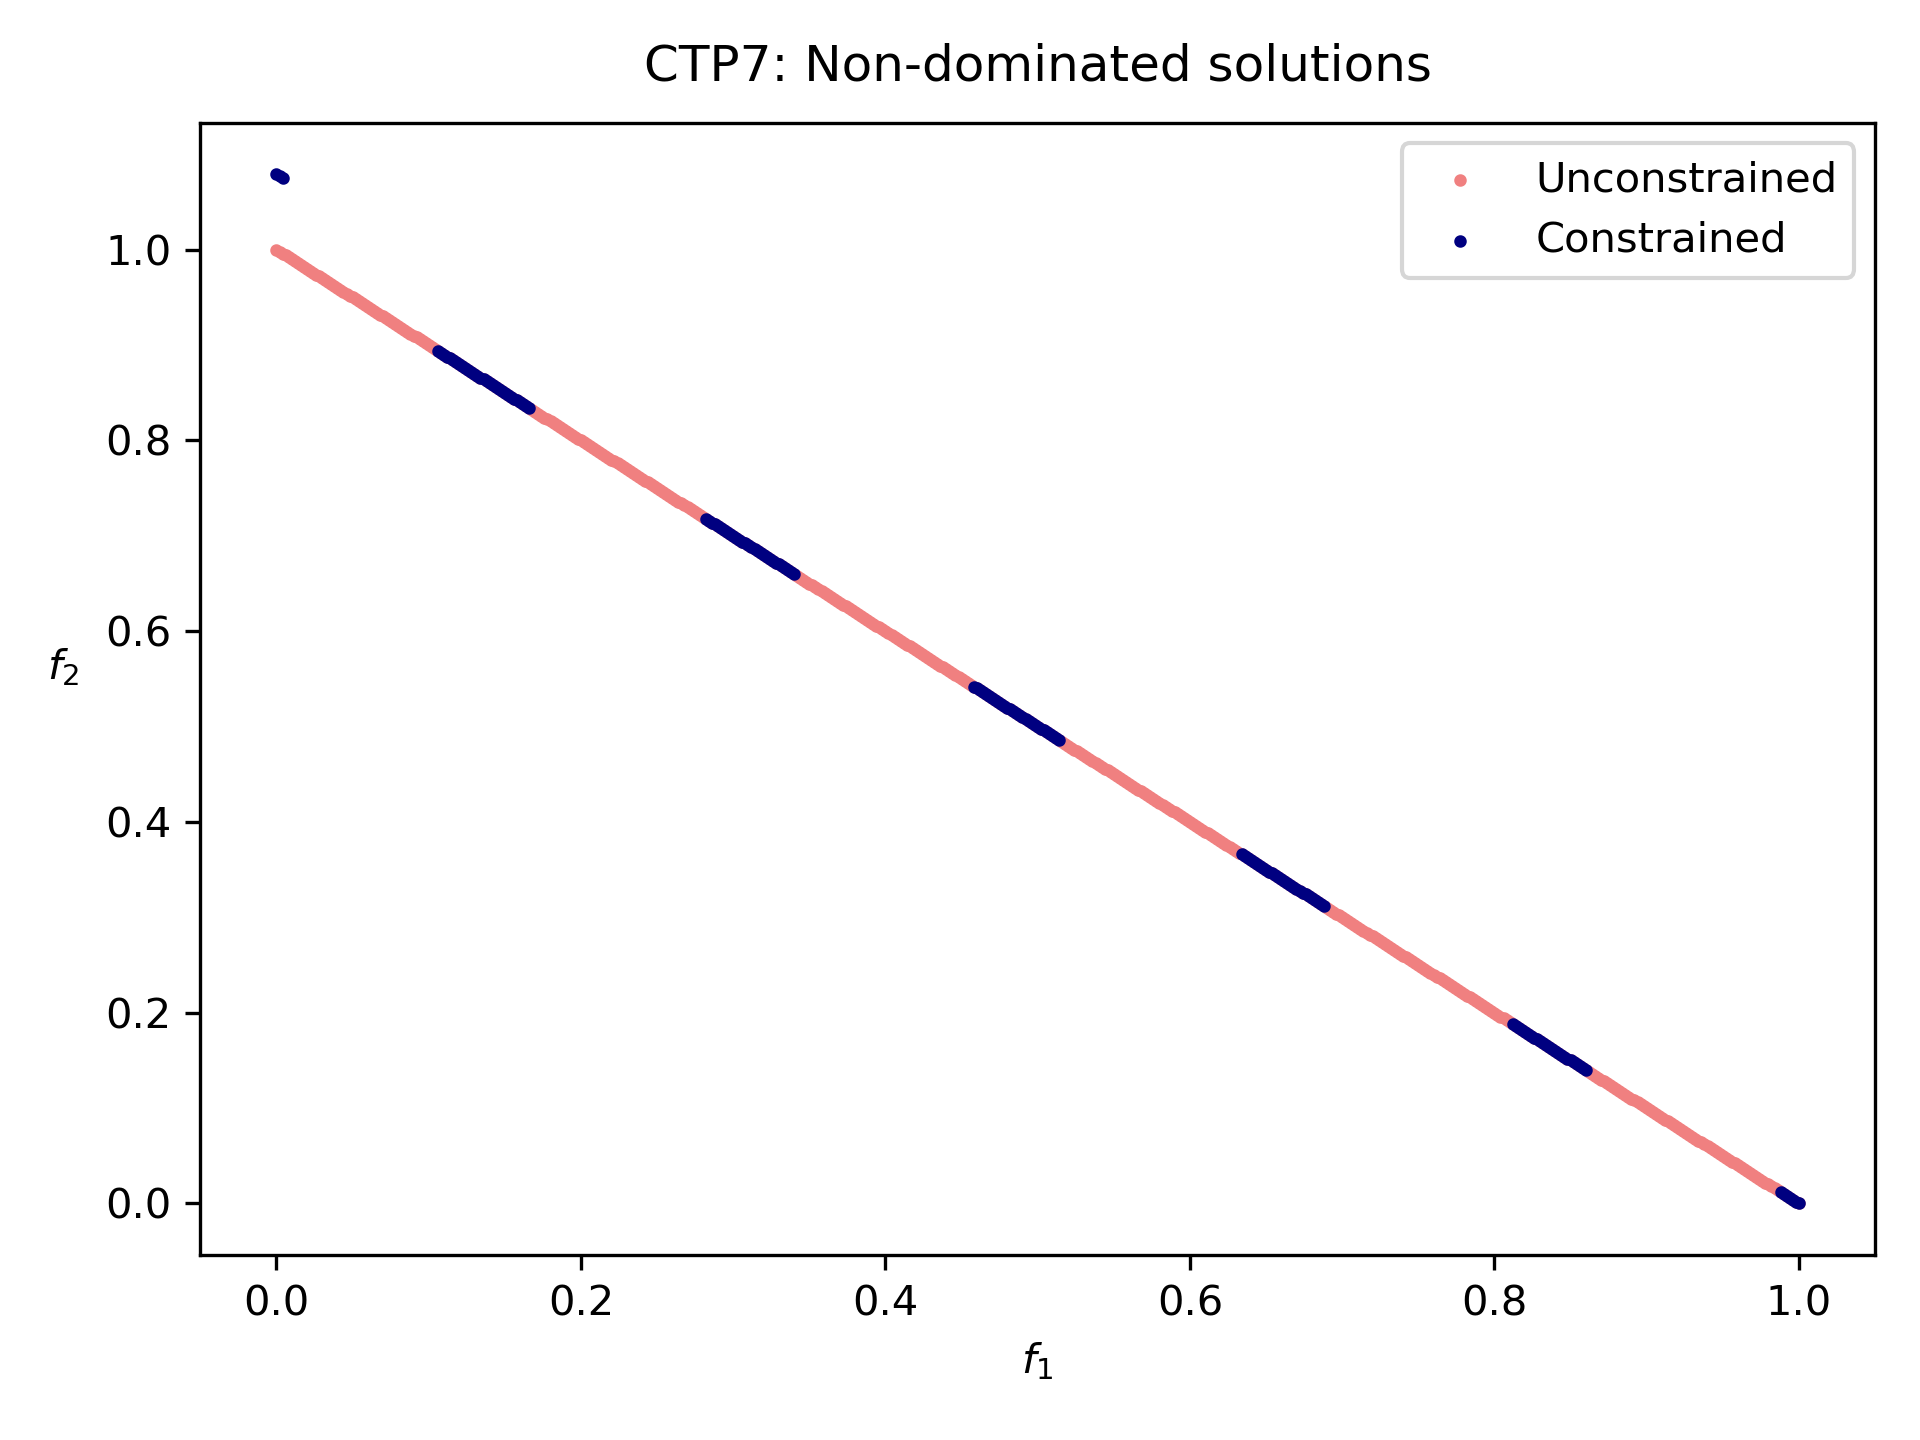 CTP7: Non-dominated solutions
Unconstrained
Constrained
1.0
0.8
0.6
f₂
0.4
0.2
0.0
0.0 0.2 0.4 0.6 0.8 1.0
f₁